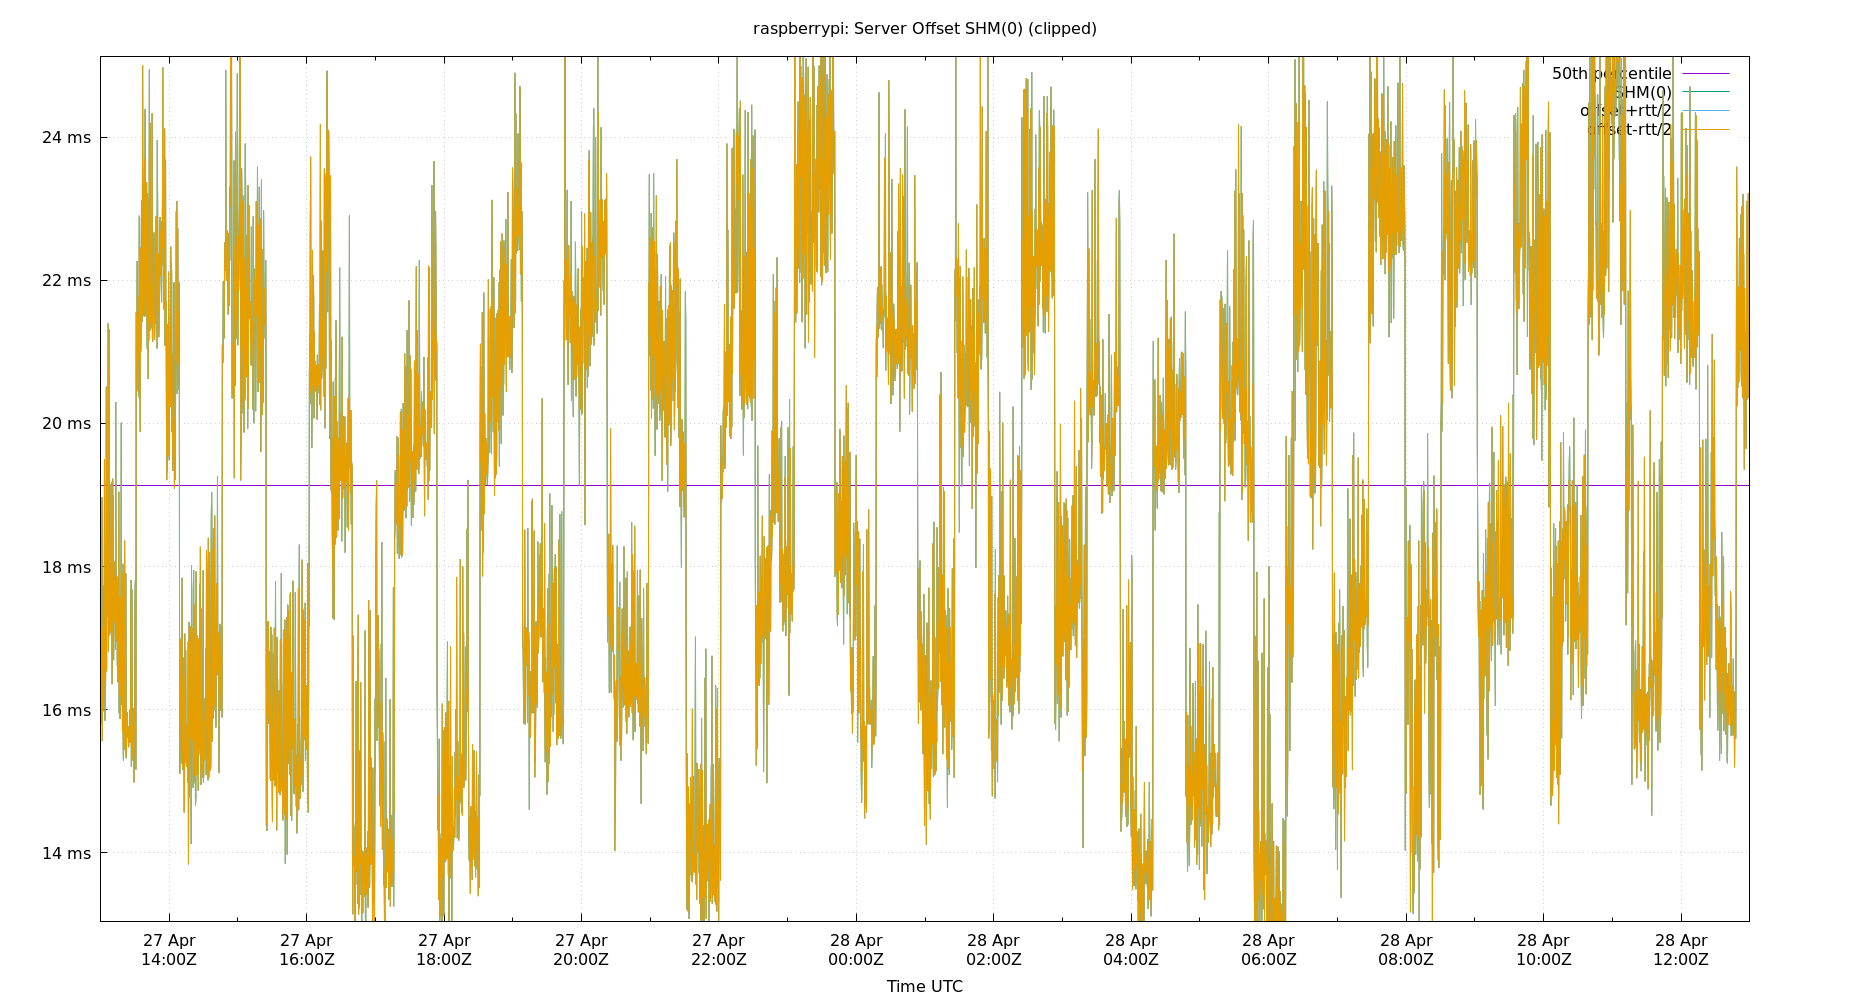 raspberrypi: Server Offset SHM(0) (clipped)
50th percentile
SHM(0)
offset+rtt/2
offset-rtt/2
24 ms
22 ms
20 ms
18 ms
16 ms
14 ms
27 Apr 27 Apr 27 Apr 27 Apr 27 Apr 28 Apr 28 Apr 28 Apr 28 Apr 28 Apr 28 Apr 28 Apr
14:00Z 16:00Z 18:00Z 20:00Z 22:00Z 00:00Z 02:00Z 04:00Z 06:00Z 08:00Z 10:00Z 12:00Z
Time UTC